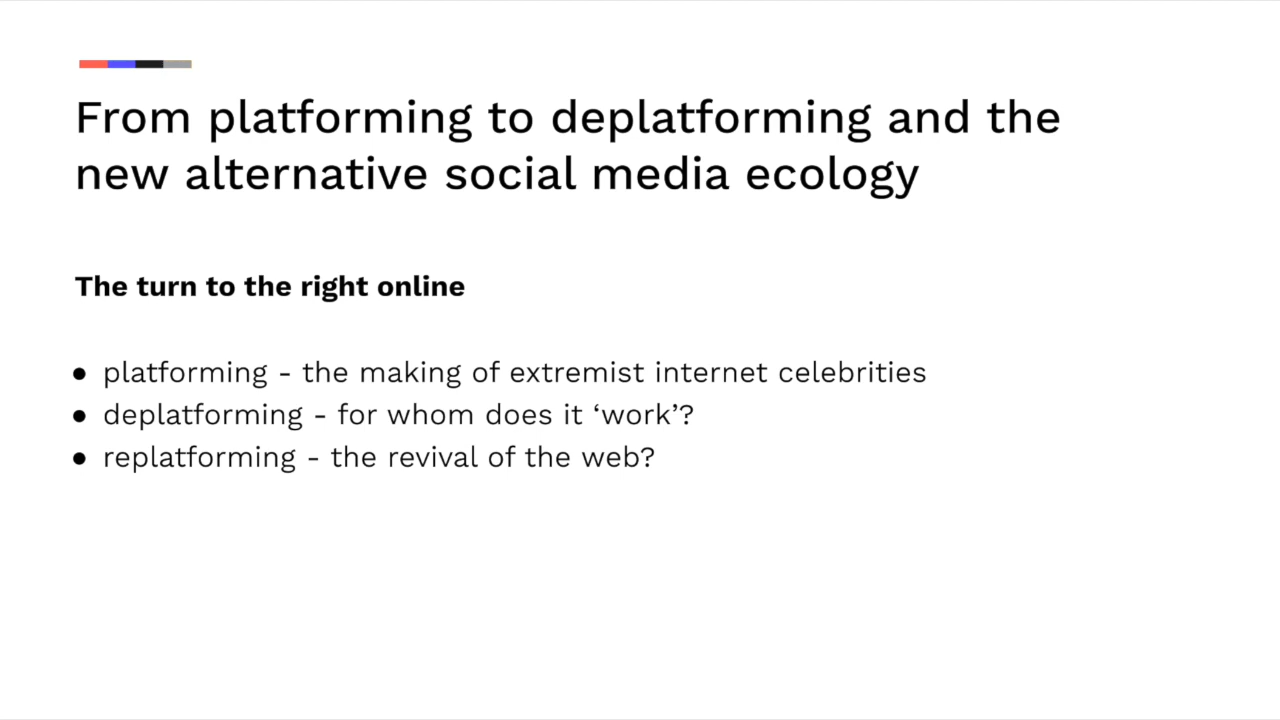 From platforming to deplatforming and the
new alternative social media ecology
The turn to the right online
● platforming - the making of extremist internet celebrities
● deplatforming - for whom does it ‘work’?
● replatforming - the revival of the web?